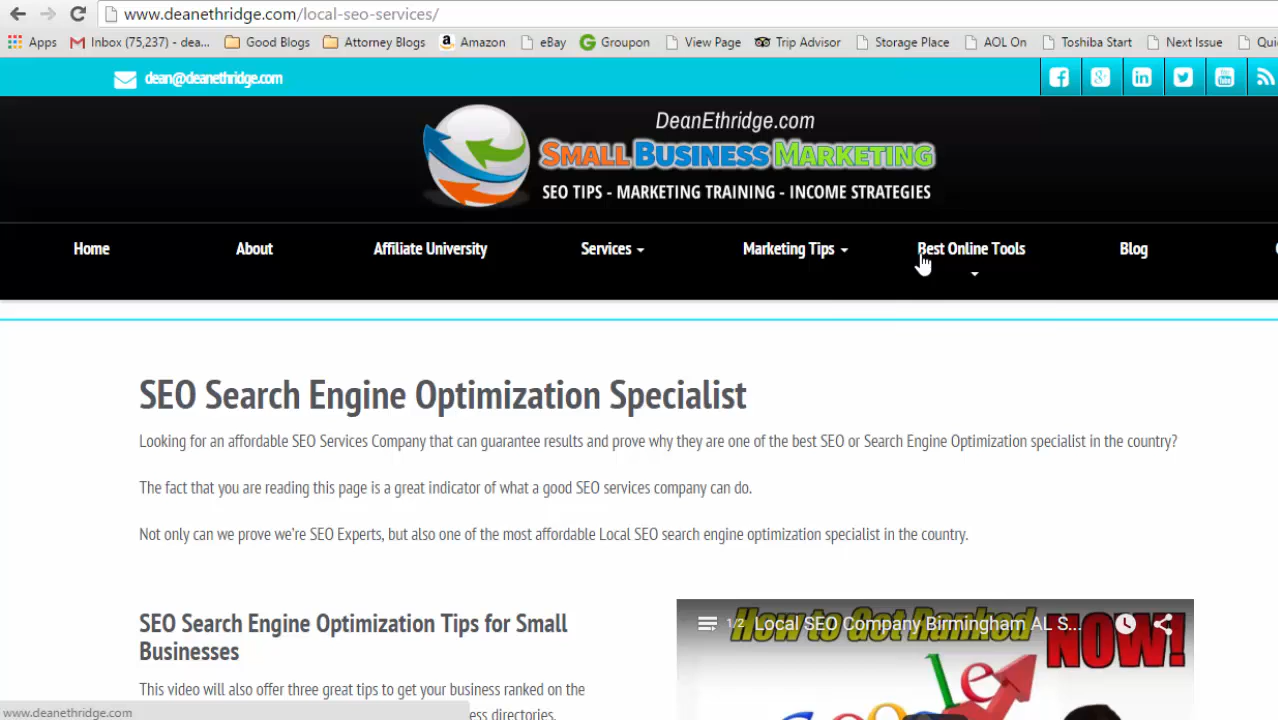 www.deanethridge.com/local-seo-services/
Apps Inbox (75,237) - dea... Good Blogs Attorney Blogs Amazon eBay Groupon View Page Trip Advisor Storage Place AOL On Toshiba Start Next Issue Quic
dean@deanethridge.com
DeanEthridge.com
SMALL BUSINESS MARKETING
SEO TIPS - MARKETING TRAINING - INCOME STRATEGIES
Home About Affiliate University Services Marketing Tips Best Online Tools Blog
SEO Search Engine Optimization Specialist
Looking for an affordable SEO Services Company that can guarantee results and prove why they are one of the best SEO or Search Engine Optimization specialist in the country?
The fact that you are reading this page is a great indicator of what a good SEO services company can do.
Not only can we prove we're SEO Experts, but also one of the most affordable Local SEO search engine optimization specialist in the country.
SEO Search Engine Optimization Tips for Small
Businesses
This video will also offer three great tips to get your business ranked on the
ess directories.
How to Get Ranked NOW!
1/2 Local SEO Company Birmingham AL S...
www.deanethridge.com